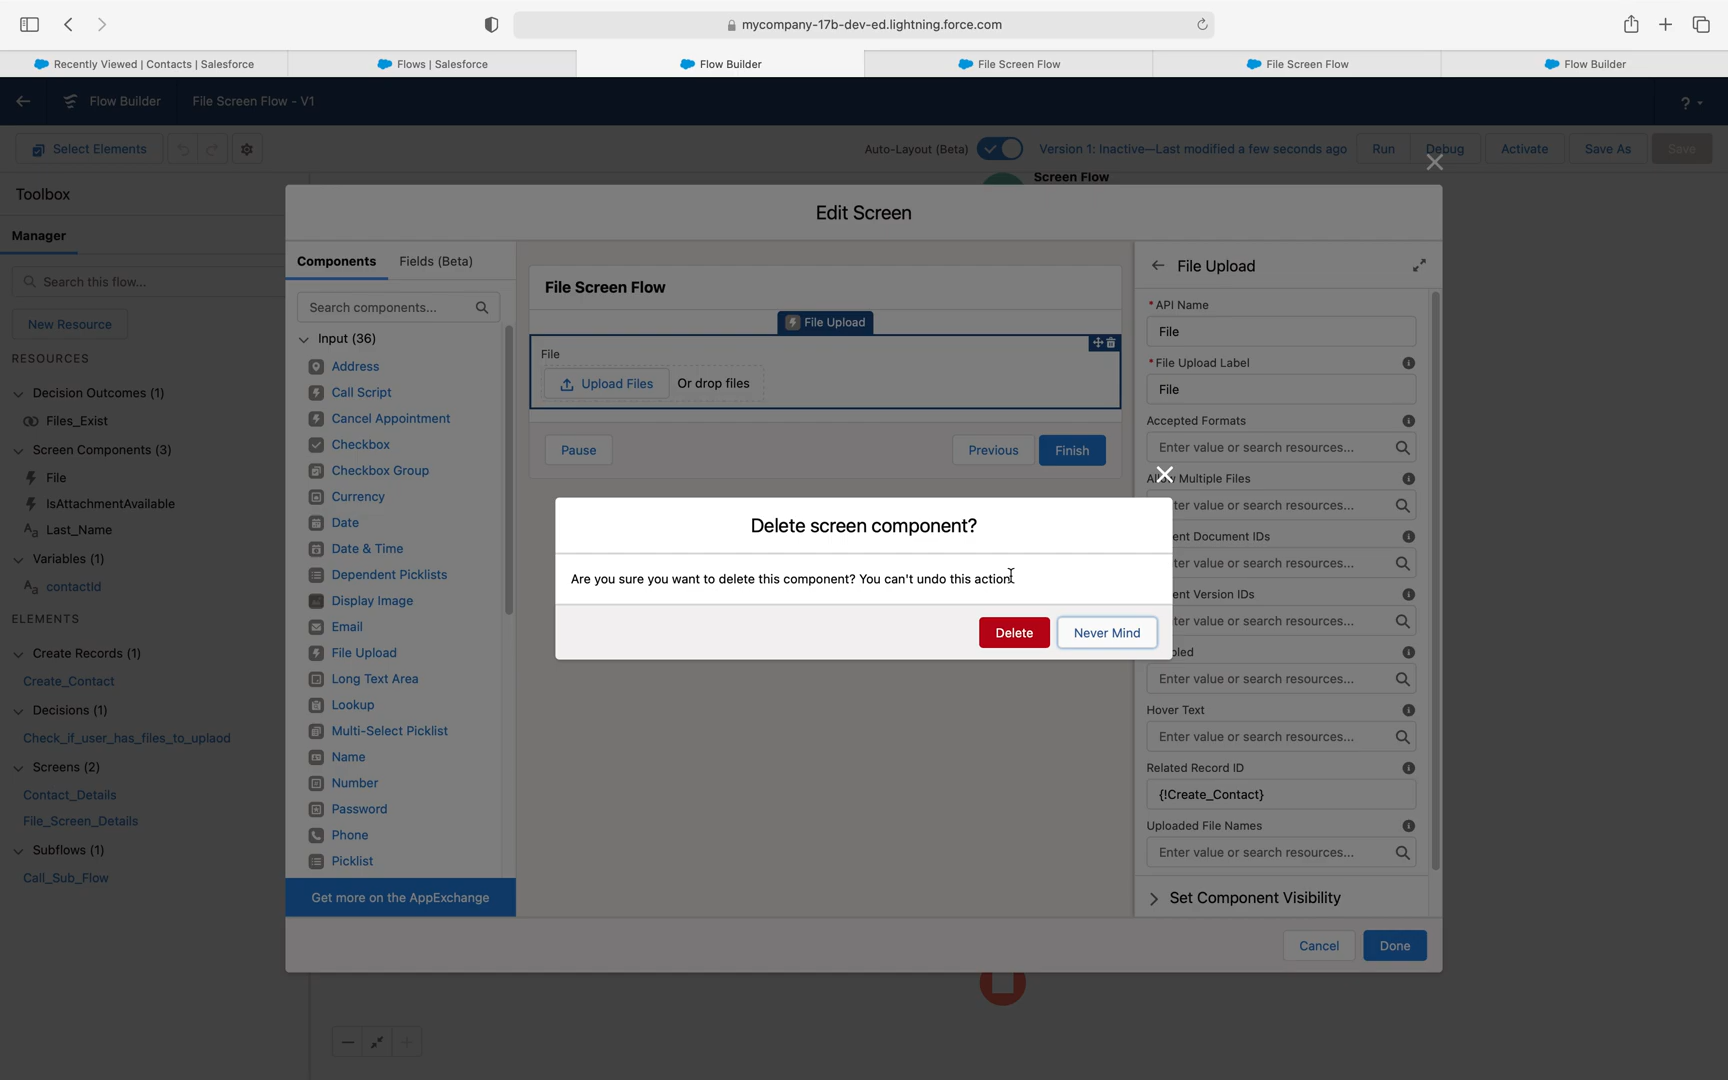 mycompany-17b-dev-ed.lightning.force.com
Recently Viewed | Contacts | Salesforce
Flows | Salesforce
Flow Builder
File Screen Flow
File Screen Flow
Flow Builder
Flow Builder
File Screen Flow - V1
?
Select Elements
Auto-Layout (Beta)
Version 1: Inactive—Last modified a few seconds ago
Run
Debug
Activate
Save As
Save
Toolbox
Manager
Search this flow...
New Resource
RESOURCES
Decision Outcomes (1)
Files_Exist
Screen Components (3)
File
IsAttachmentAvailable
Last_Name
Variables (1)
contactId
ELEMENTS
Create Records (1)
Create_Contact
Decisions (1)
Check_if_user_has_files_to_uplaod
Screens (2)
Contact_Details
File_Screen_Details
Subflows (1)
Call_Sub_Flow
Screen Flow
Edit Screen
Components
Fields (Beta)
Search components...
Input (36)
Address
Call Script
Cancel Appointment
Checkbox
Checkbox Group
Currency
Date
Date & Time
Dependent Picklists
Display Image
Email
File Upload
Long Text Area
Lookup
Multi-Select Picklist
Name
Number
Password
Phone
Picklist
Get more on the AppExchange
File Screen Flow
File Upload
File
Upload Files
Or drop files
Pause
Previous
Finish
Delete screen component?
Are you sure you want to delete this component? You can't undo this action.
Delete
Never Mind
File Upload
* API Name
File
* File Upload Label
File
Accepted Formats
Enter value or search resources...
Multiple Files
ter value or search resources...
ent Document IDs
ter value or search resources...
ent Version IDs
ter value or search resources...
bled
Enter value or search resources...
Hover Text
Enter value or search resources...
Related Record ID
{!Create_Contact}
Uploaded File Names
Enter value or search resources...
Set Component Visibility
Cancel
Done